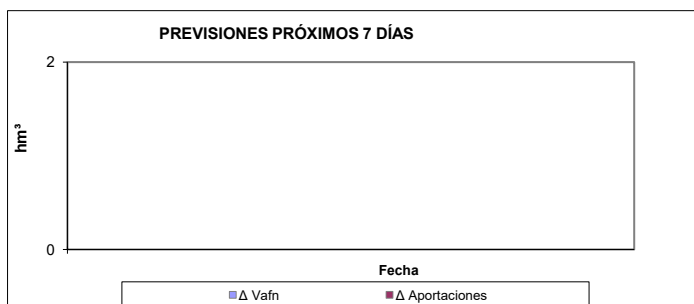 PREVISIONES PRÓXIMOS 7 DÍAS
2
hm³
0
Fecha
Δ Vafn Δ Aportaciones